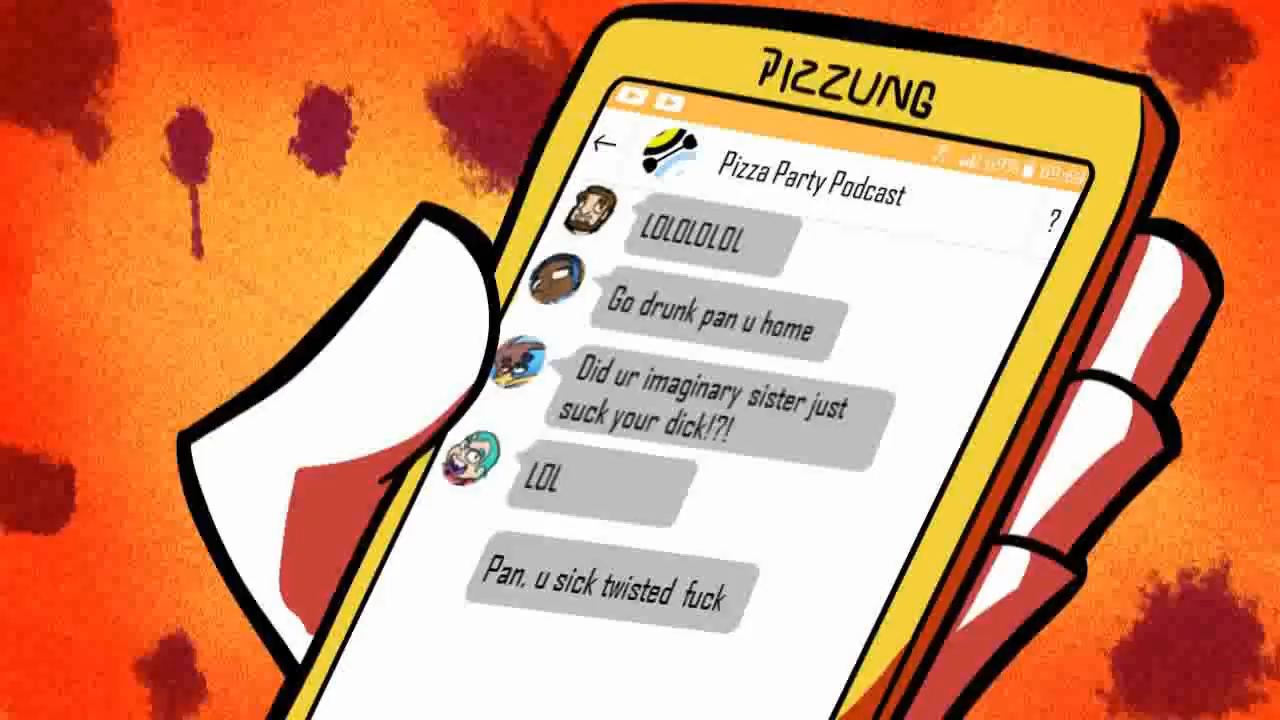 PIZZUNG
Pizza Party Podcast
?
LOLOLOLOL
Go drunk pan u home
Did ur imaginary sister just
suck your dick!?!
LOL
Pan. u sick twisted fuck